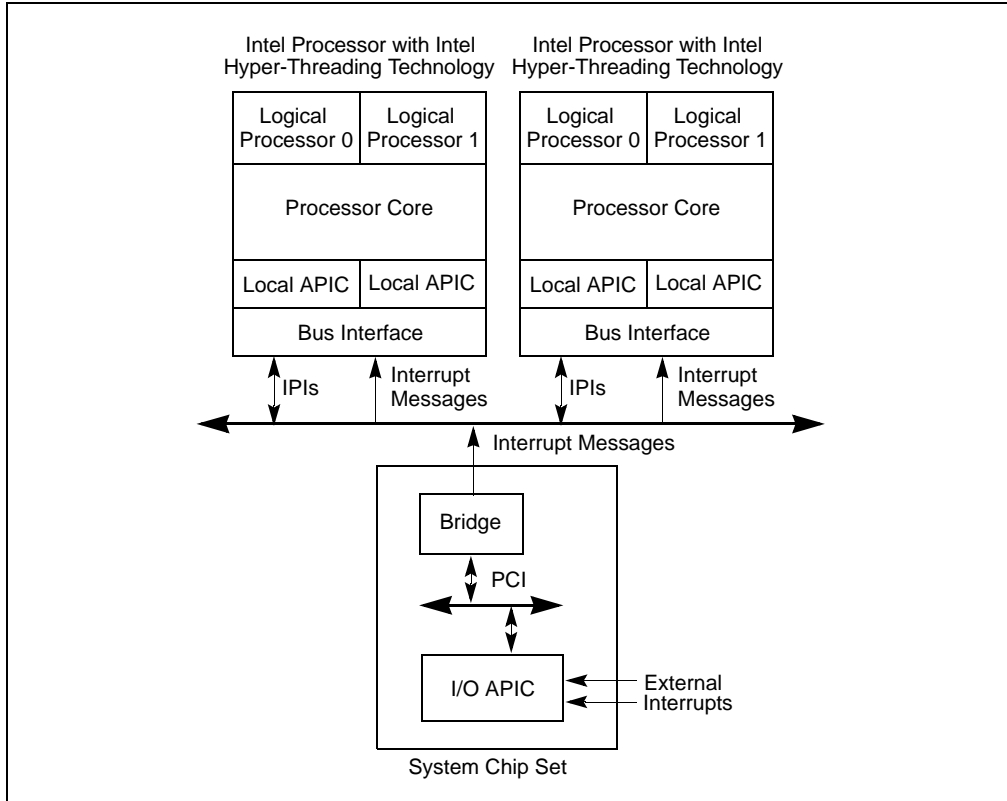 Intel Processor with Intel
Hyper-Threading Technology
Intel Processor with Intel
Hyper-Threading Technology
Logical
Processor 0
Logical
Processor 1
Logical
Processor 0
Logical
Processor 1
Processor Core
Processor Core
Local APIC
Local APIC
Local APIC
Local APIC
Bus Interface
Bus Interface
IPIs
Interrupt
Messages
IPIs
Interrupt
Messages
Interrupt Messages
Bridge
PCI
I/O APIC
External
Interrupts
System Chip Set